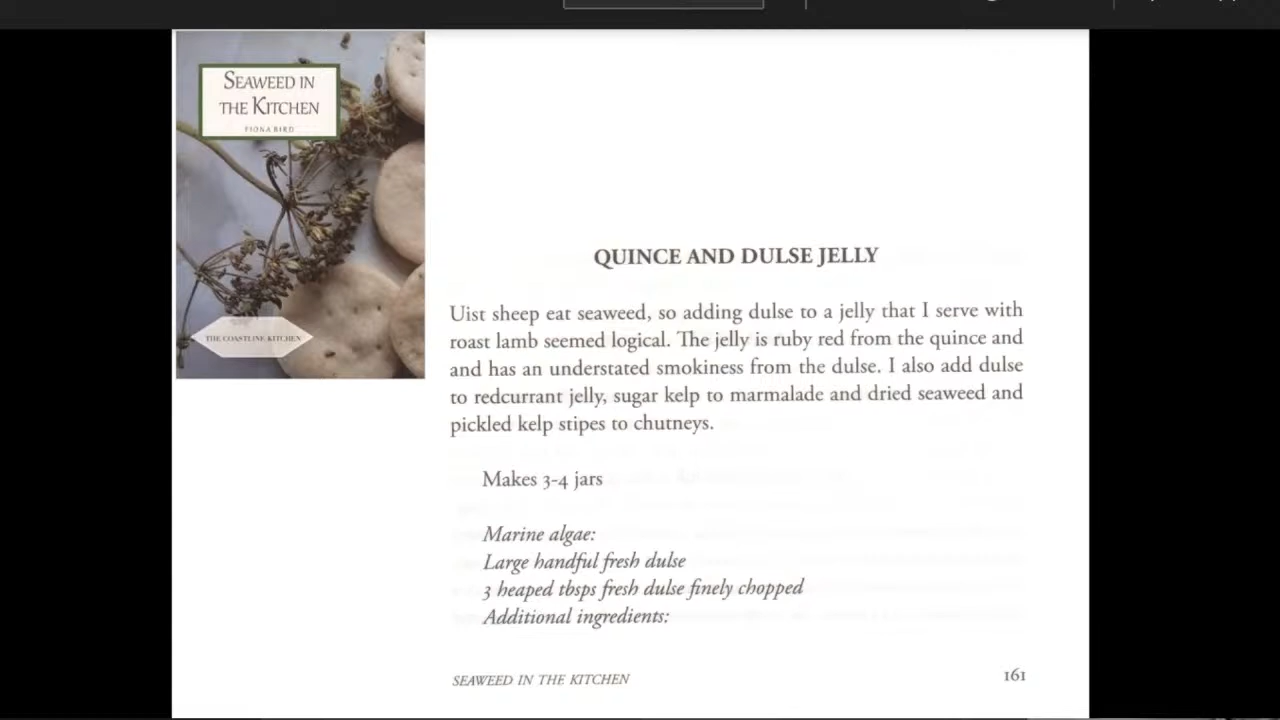 SEAWEED IN
THE KITCHEN
FIONA BIRD
THE COASTLINE KITCHEN
QUINCE AND DULSE JELLY
Uist sheep eat seaweed, so adding dulse to a jelly that I serve with
roast lamb seemed logical. The jelly is ruby red from the quince and
and has an understated smokiness from the dulse. I also add dulse
to redcurrant jelly, sugar kelp to marmalade and dried seaweed and
pickled kelp stipes to chutneys.
Makes 3-4 jars
Marine algae:
Large handful fresh dulse
3 heaped tbsps fresh dulse finely chopped
Additional ingredients:
SEAWEED IN THE KITCHEN
161